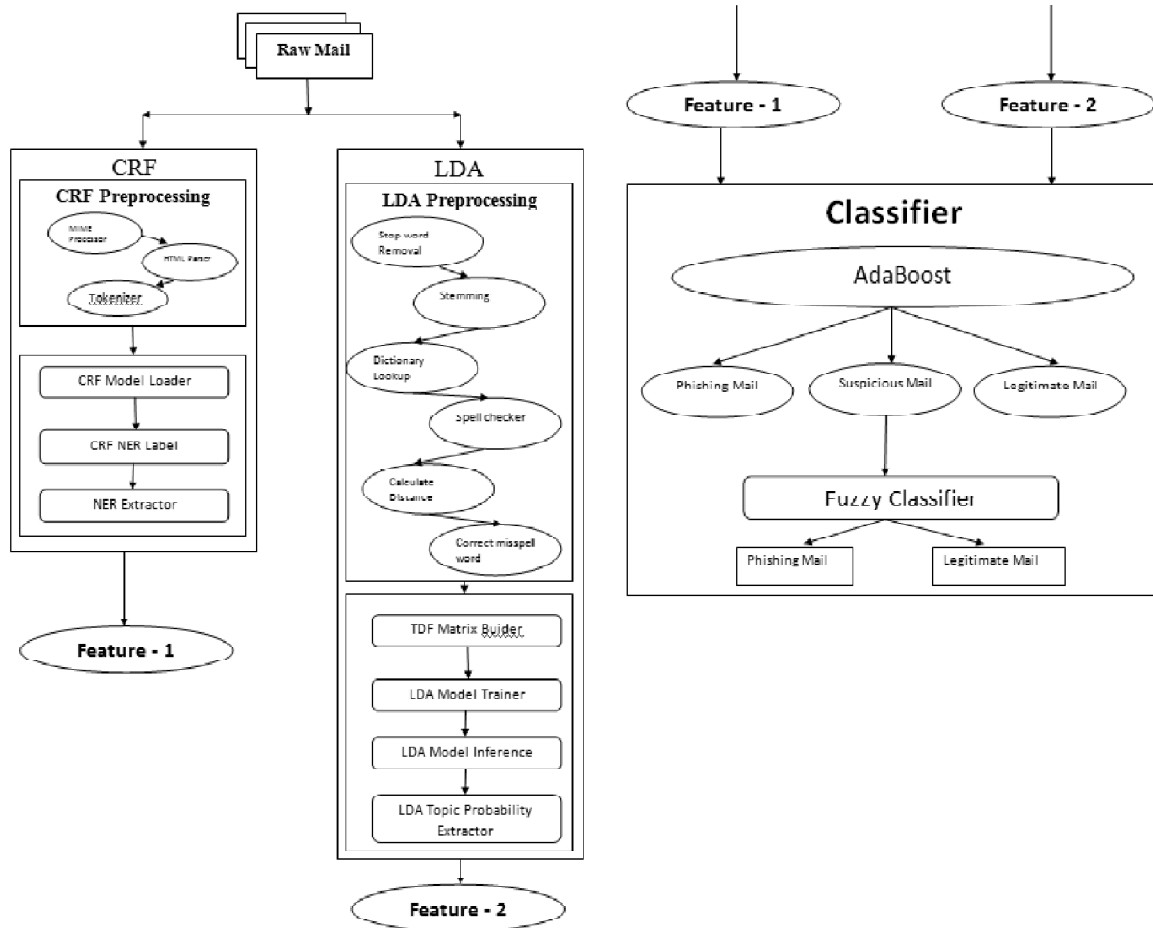 Raw Mail
CRF
CRF Preprocessing
MIME
Processor
HTML Parser
Tokenizer
CRF Model Loader
CRF NER Label
NER Extractor
Feature - 1
LDA
LDA Preprocessing
Stop word
Removal
Stemming
Dictionary
Lookup
Spell checker
Calculate
Distance
Correct misspell
word
TDF Matrix Buider
LDA Model Trainer
LDA Model Inference
LDA Topic Probability
Extractor
Feature - 2
Feature - 1
Feature - 2
Classifier
AdaBoost
Phishing Mail
Suspicious Mail
Legitimate Mail
Fuzzy Classifier
Phishing Mail
Legitimate Mail